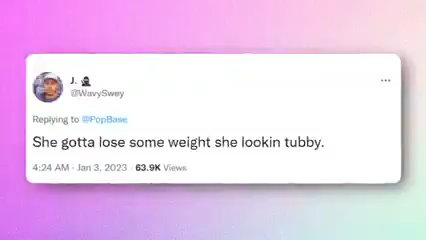 J. 🥷
@WavySwey
Replying to @PopBase
She gotta lose some weight she lookin tubby.
4:24 AM · Jan 3, 2023 · 63.9K Views